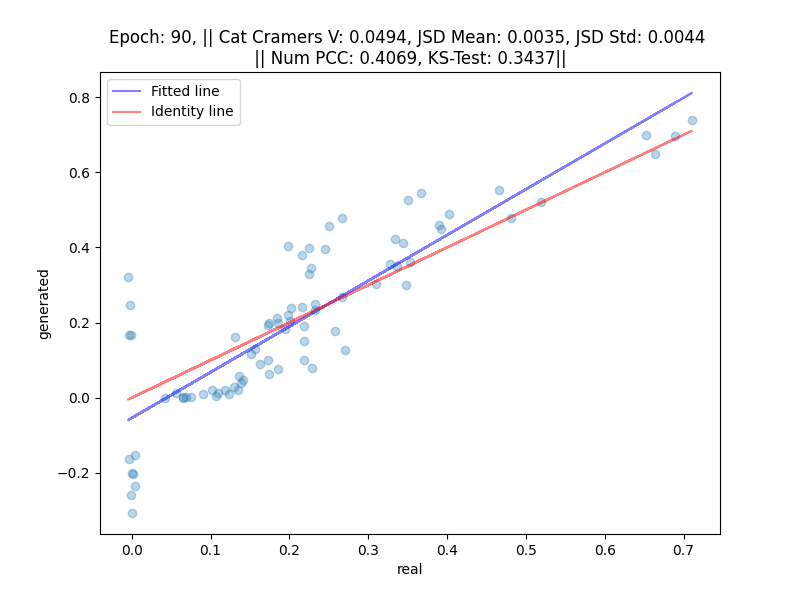 Epoch: 90, || Cat Cramers V: 0.0494, JSD Mean: 0.0035, JSD Std: 0.0044
|| Num PCC: 0.4069, KS-Test: 0.3437||
Fitted line
Identity line
0.8
0.6
0.4
0.2
0.0
−0.2
generated
0.0 0.1 0.2 0.3 0.4 0.5 0.6 0.7
real